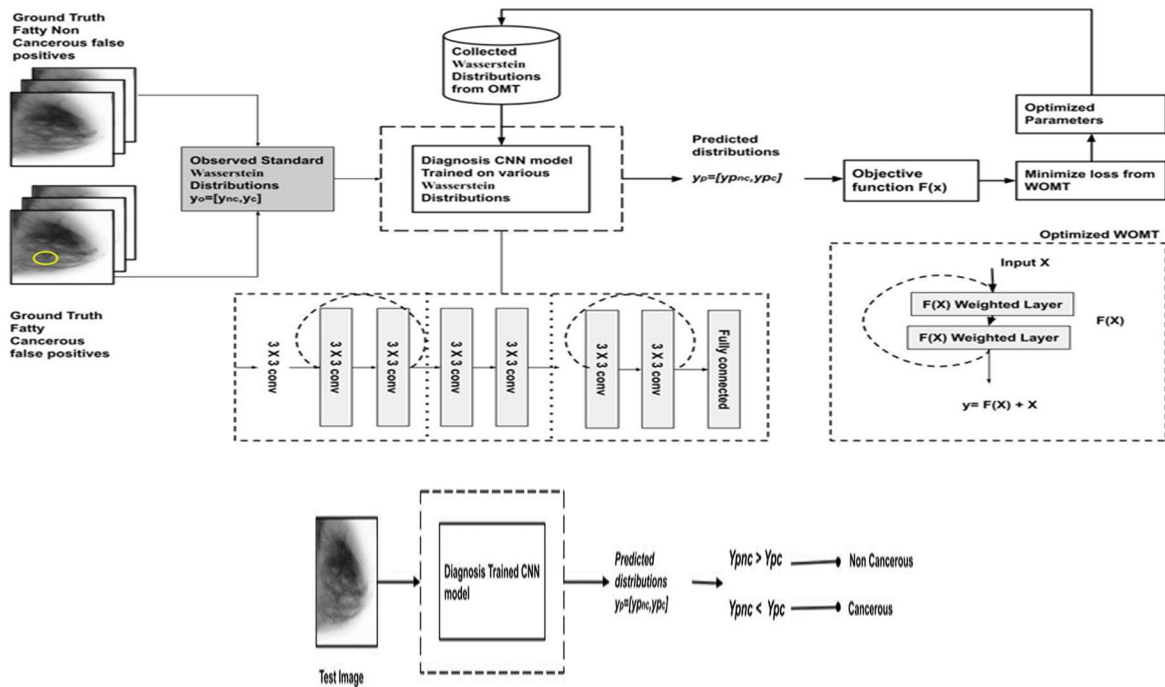 Ground Truth
Fatty Non
Cancerous false
positives
Collected
Wasserstein
Distributions
from OMT
Optimized
Parameters
Observed Standard
Wasserstein
Distributions
yo=[ync,yc]
Diagnosis CNN model
Trained on various
Wasserstein
Distributions
Predicted
distributions
yp=[ypnc,ypc]
Objective
function F(x)
Minimize loss from
WOMT
Ground Truth
Fatty
Cancerous
false positives
3 X 3 conv
3 X 3 conv
3 X 3 conv
3 X 3 conv
3 X 3 conv
3 X 3 conv
3 X 3 conv
Fully connected
Optimized WOMT
Input X
F(X) Weighted Layer
F(X)
F(X) Weighted Layer
y= F(X) + X
Diagnosis Trained CNN
model
Predicted
distributions
yp=[ypnc,ypc]
Ypnc > Ypc
Non Cancerous
Ypnc < Ypc
Cancerous
Test Image